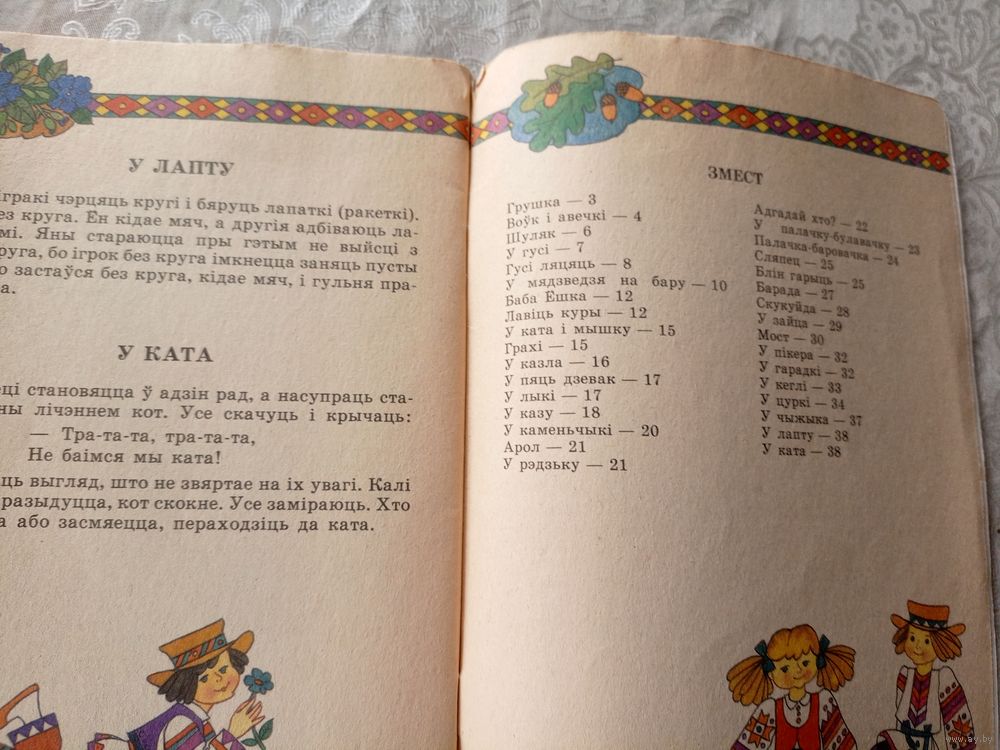 У ЛАПТУ
ігракі чэрцяць кругі і бяруць лапаткі (ракеткі).
ез круга. Ен кідае мяч, а другія адбіваюць ла-
мі. Яны стараюцца пры гэтым не выйсці з
руга, бо ігрок без круга імкнецца заняць пусты
о застаўся без круга, кідае мяч, і гульня пра-
а.
У КАТА
еці становяцца ў адзін рад, а насупраць ста-
ны лічэннем кот. Усе скачуць і крычаць:
— Тра-та-та, тра-та-та,
Не баімся мы ката!
ць выгляд, што не звяртае на іх увагі. Калі
разыдуцца, кот скокне. Усе заміраюць. Хто
а або засмяецца, пераходзіць да ката.
ЗМЕСТ
Грушка — 3
Воўк і авечкі — 4
Шуляк — 6
У гусі — 7
Гусі ляцяць — 8
У мядзведзя на бару — 10
Баба Ёшка — 12
Лавіць куры — 12
У ката і мышку — 15
Грахі — 15
У казла — 16
У пяць дзевак — 17
У лыкі — 17
У казу — 18
У каменьчыкі — 20
Арол — 21
У рэдзьку — 21
Адгадай хто? — 22
У палачку-булавачку — 23
Палачка-баровачка — 24
Сляпец — 25
Блін гарыць — 25
Барада — 27
Скукуйда — 28
У зайца — 29
Мост — 30
У пікера — 32
У гарадкі — 32
У кеглі — 33
У цуркі — 34
У чыжыка — 37
У лапту — 38
У ката — 38
www.ay.by